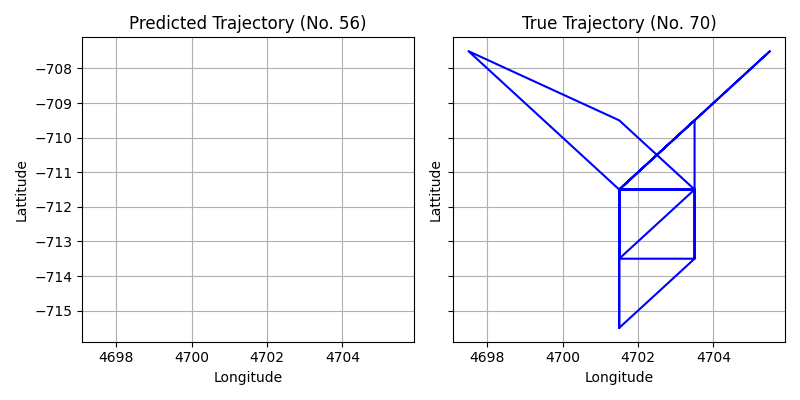 Predicted Trajectory (No. 56)
True Trajectory (No. 70)
−708
−709
−710
−711
−712
−713
−714
−715
Lattitude
Lattitude
4698 4700 4702 4704
4698 4700 4702 4704
Longitude
Longitude